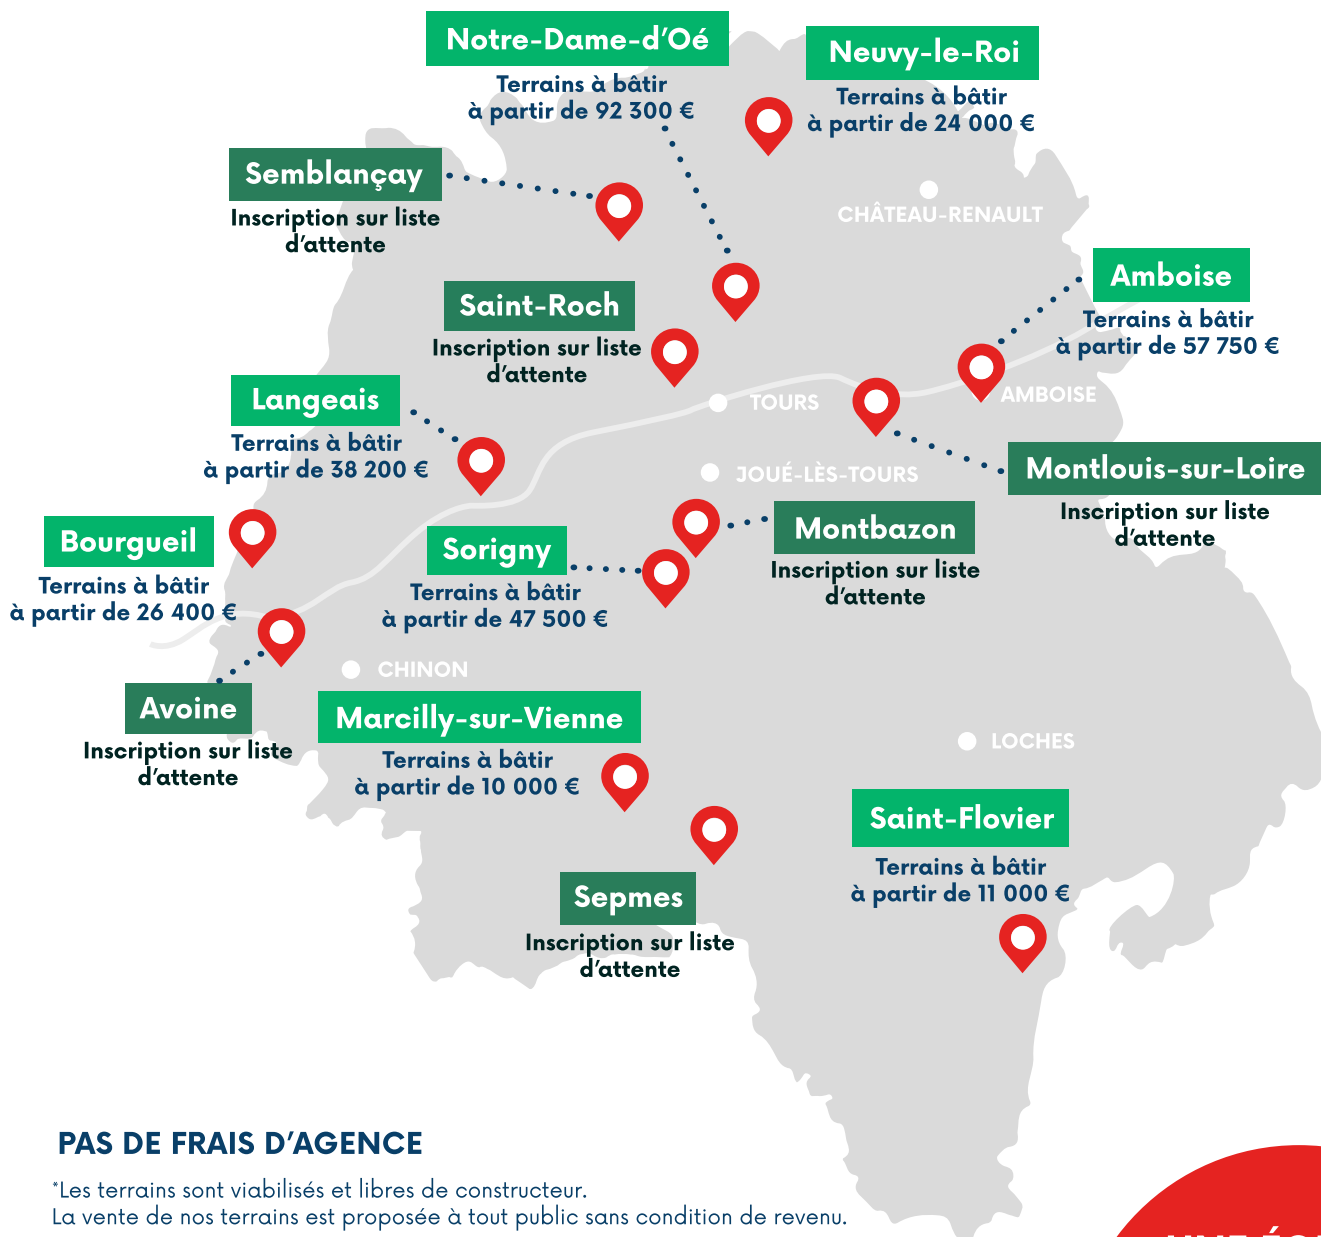 Notre-Dame-d'Oé
Terrains à bâtir
à partir de 92 300 €
Neuvy-le-Roi
Terrains à bâtir
à partir de 24 000 €
Semblançay
Inscription sur liste
d'attente
CHÂTEAU-RENAULT
Amboise
Terrains à bâtir
à partir de 57 750 €
Saint-Roch
Inscription sur liste
d'attente
Langeais
Terrains à bâtir
à partir de 38 200 €
TOURS
AMBOISE
Montlouis-sur-Loire
Inscription sur liste
d'attente
JOUÉ-LÈS-TOURS
Montbazon
Inscription sur liste
d'attente
Bourgueil
Terrains à bâtir
à partir de 26 400 €
Sorigny
Terrains à bâtir
à partir de 47 500 €
CHINON
Avoine
Inscription sur liste
d'attente
Marcilly-sur-Vienne
Terrains à bâtir
à partir de 10 000 €
LOCHES
Saint-Flovier
Terrains à bâtir
à partir de 11 000 €
Sepmes
Inscription sur liste
d'attente
PAS DE FRAIS D'AGENCE
*Les terrains sont viabilisés et libres de constructeur.
La vente de nos terrains est proposée à tout public sans condition de revenu.